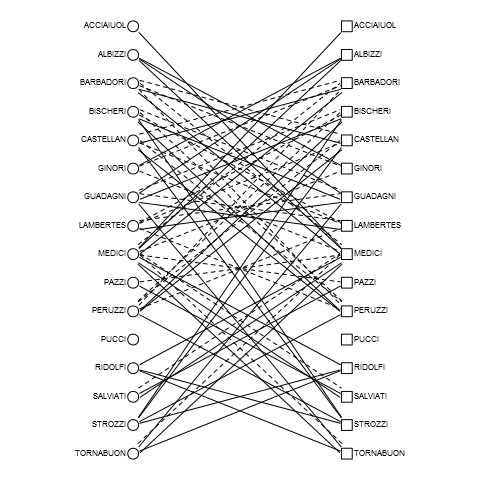 ACCIAIUOL ACCIAIUOL
ALBIZZI ALBIZZI
BARBADORI BARBADORI
BISCHERI BISCHERI
CASTELLAN CASTELLAN
GINORI GINORI
GUADAGNI GUADAGNI
LAMBERTES LAMBERTES
MEDICI MEDICI
PAZZI PAZZI
PERUZZI PERUZZI
PUCCI PUCCI
RIDOLFI RIDOLFI
SALVIATI SALVIATI
STROZZI STROZZI
TORNABUON TORNABUON